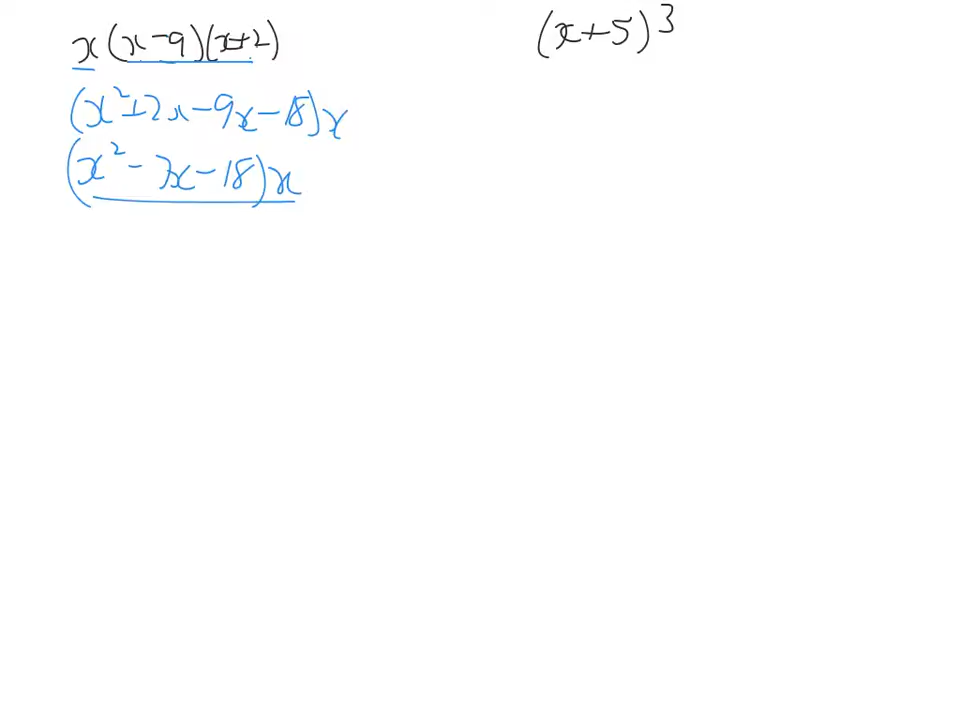 x(x-9)(x+2)
(x²+2x-9x-18)x
(x²-7x-18)x
(x+5)³